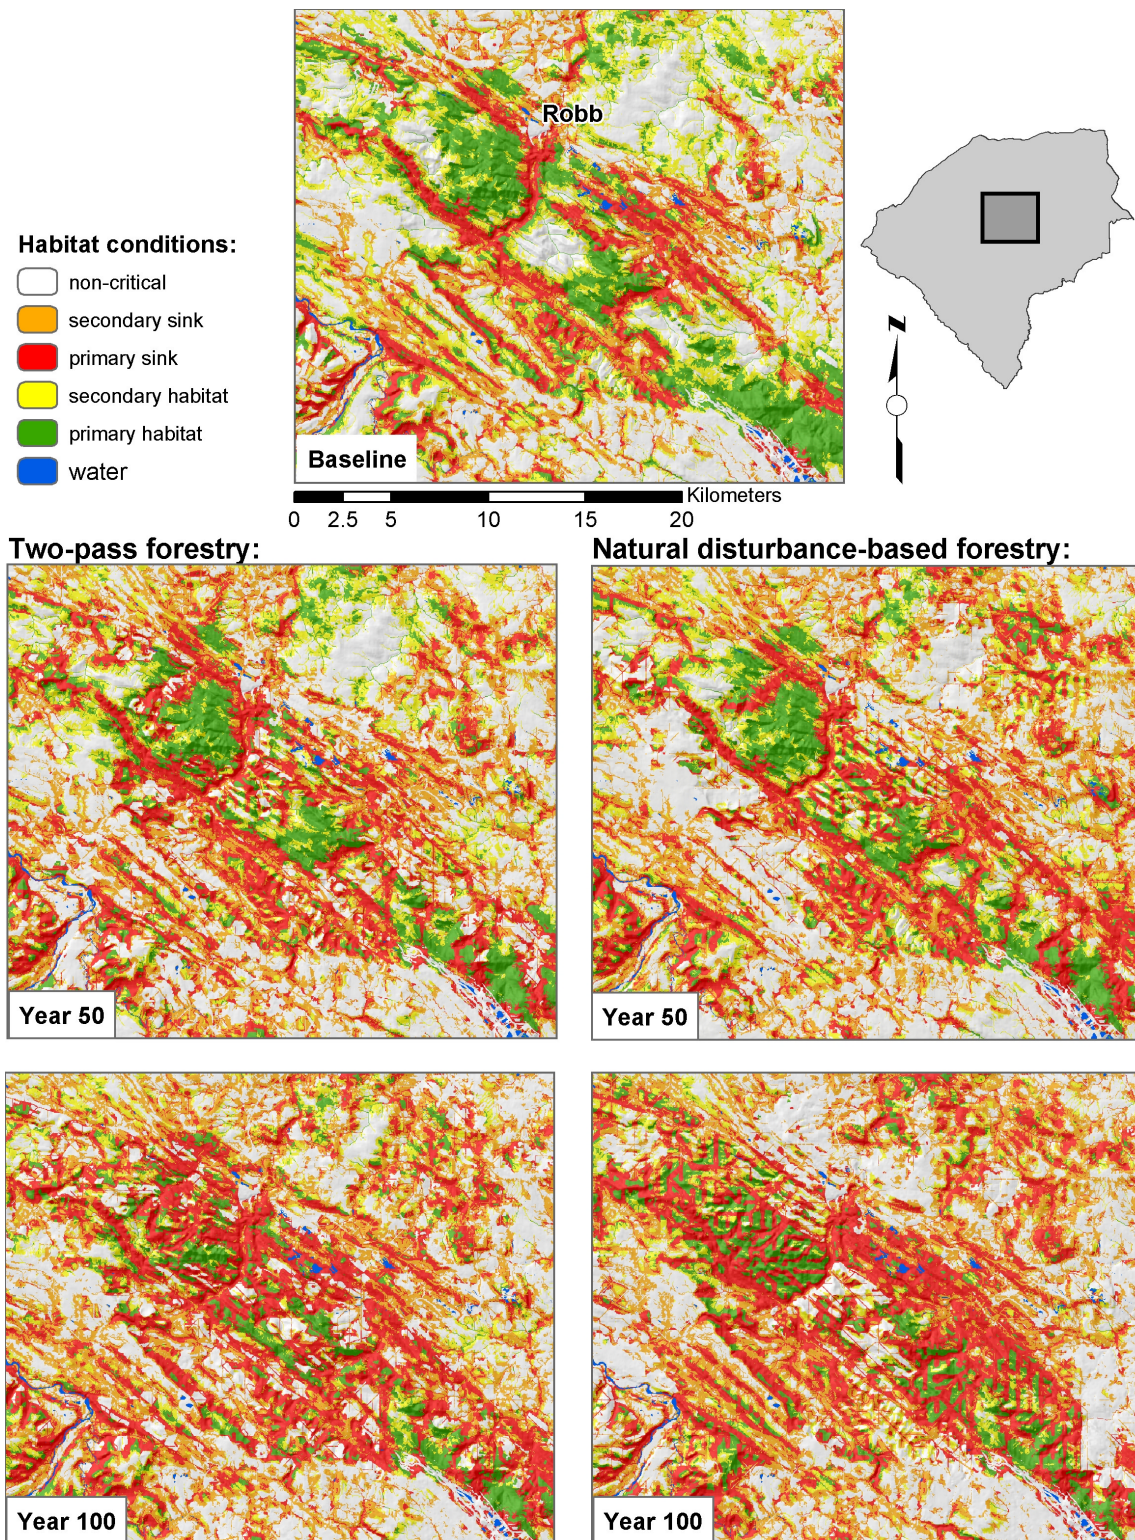 Robb
Habitat conditions:
non-critical
secondary sink
primary sink
secondary habitat
primary habitat
water
N
Baseline
Kilometers
0 2.5 5 10 15 20
Two-pass forestry:
Natural disturbance-based forestry:
Year 50
Year 50
Year 100
Year 100